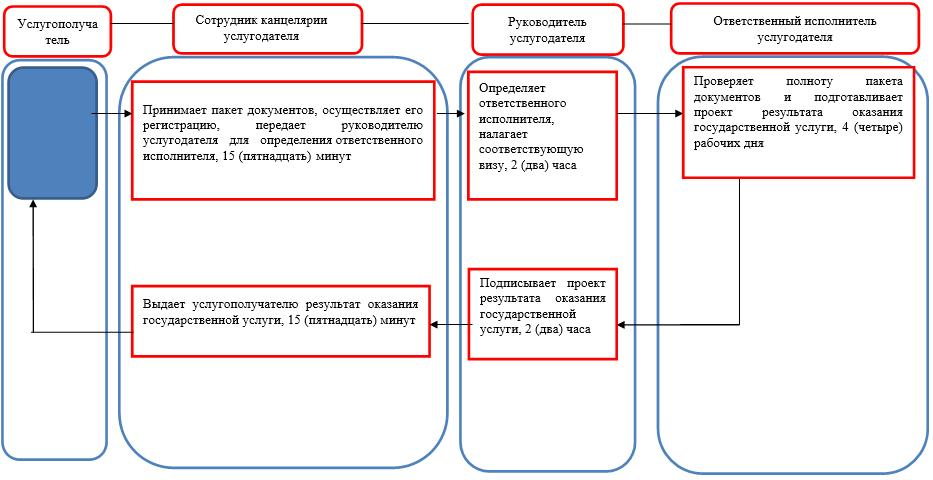 Услугополуча
тель
Сотрудник канцелярии
услугодателя
Руководитель
услугодателя
Ответственный исполнитель
услугодателя
Принимает пакет документов, осуществляет его
регистрацию, передает руководителю
услугодателя для определения ответственного
исполнителя, 15 (пятнадцать) минут
Определяет
ответственного
исполнителя,
налагает
соответствующую
визу, 2 (два) часа
Проверяет полноту пакета
документов и подготавливает
проект результата оказания
государственной услуги, 4 (четыре)
рабочих дня
Выдает услугополучателю результат оказания
государственной услуги, 15 (пятнадцать) минут
Подписывает проект
результата оказания
государственной
услуги, 2 (два) часа